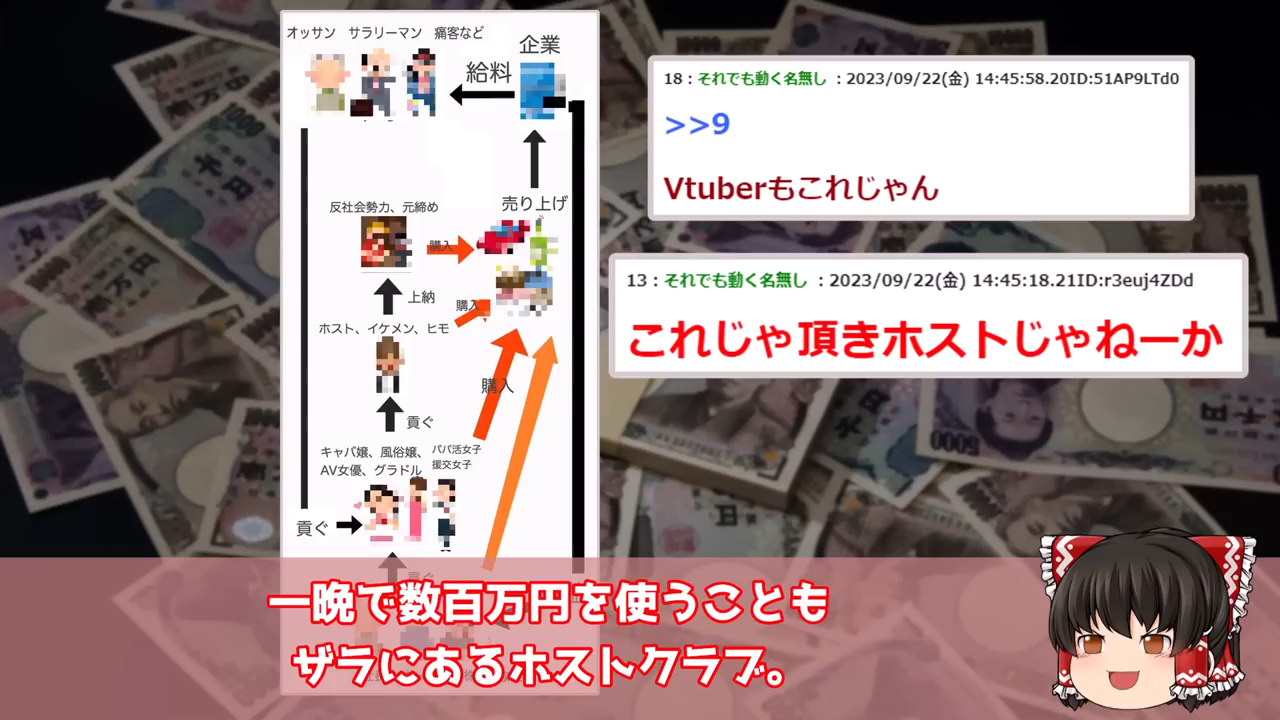 オッサン サラリーマン 痛客など
企業
給料
売り上げ
反社会勢力、元締め
購入
上納
購入
ホスト、イケメン、ヒモ
購入
貢ぐ
キャバ嬢、風俗嬢、
AV女優、グラドル
パパ活女子
援交女子
貢ぐ
貢ぐ
18：それでも動く名無し ：2023/09/22(金) 14:45:58.20ID:51AP9LTd0
>>9
Vtuberもこれじゃん
13：それでも動く名無し ：2023/09/22(金) 14:45:18.21ID:r3euj4ZDd
これじゃ頂きホストじゃねーか
一晩で数百万円を使うことも
ザラにあるホストクラブ。